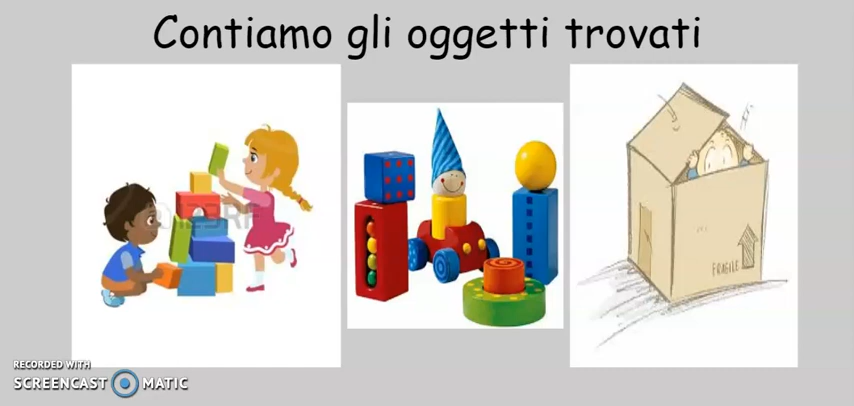 Contiamo gli oggetti trovati
FRAGILE
RECORDED WITH
SCREENCAST MATIC